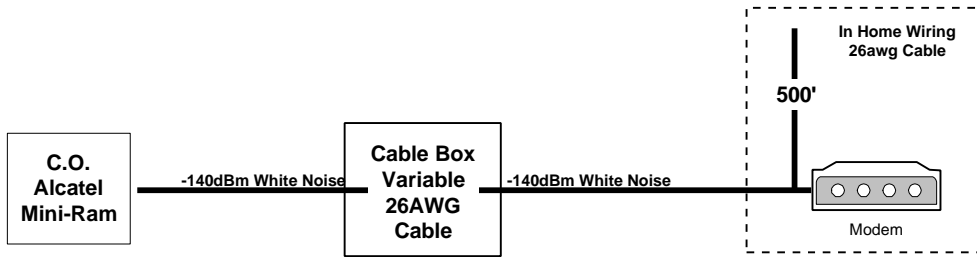 In Home Wiring
26awg Cable
500'
C.O.
Alcatel
Mini-Ram
-140dBm White Noise
Cable Box
Variable
26AWG
Cable
-140dBm White Noise
Modem